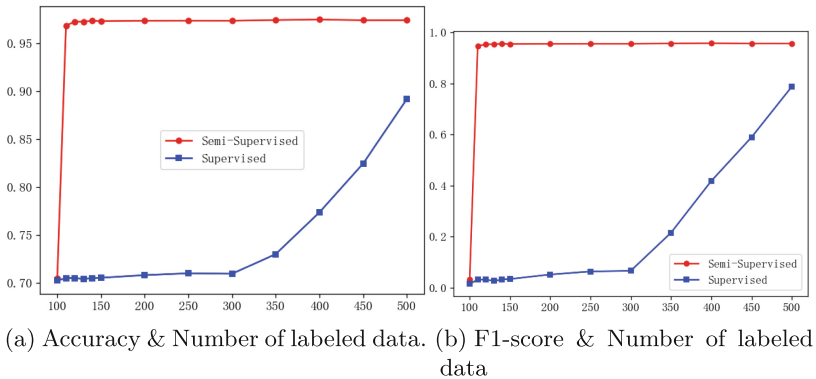 0.95
0.90
0.85
0.80
0.75
0.70
Semi-Supervised
Supervised
100 150 200 250 300 350 400 450 500
(a) Accuracy & Number of labeled data.
1.0
0.8
0.6
0.4
0.2
0.0
Semi-Supervised
Supervised
100 150 200 250 300 350 400 450 500
(b) F1-score & Number of labeled
data